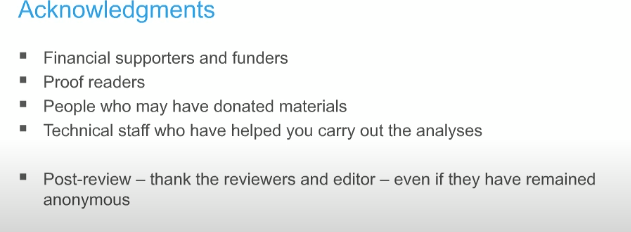 Acknowledgments
▪ Financial supporters and funders
▪ Proof readers
▪ People who may have donated materials
▪ Technical staff who have helped you carry out the analyses
▪ Post-review – thank the reviewers and editor – even if they have remained
anonymous